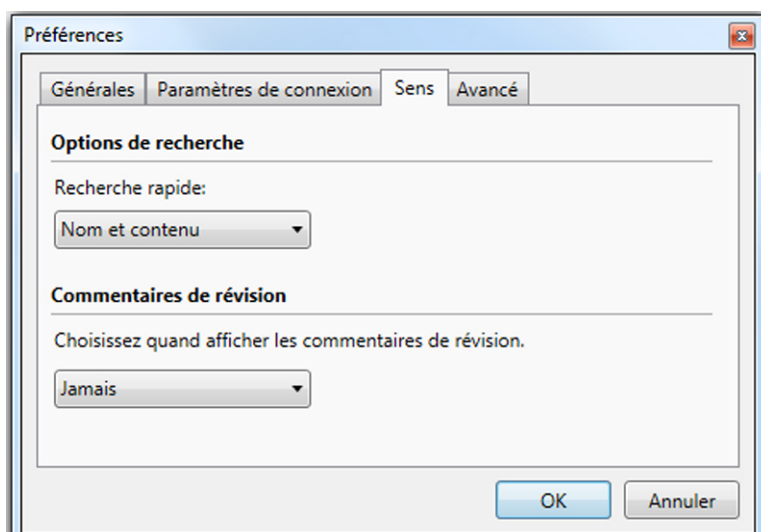 Préférences
Générales Paramètres de connexion Sens Avancé
Options de recherche
Recherche rapide:
Nom et contenu
Commentaires de révision
Choisissez quand afficher les commentaires de révision.
Jamais
OK Annuler